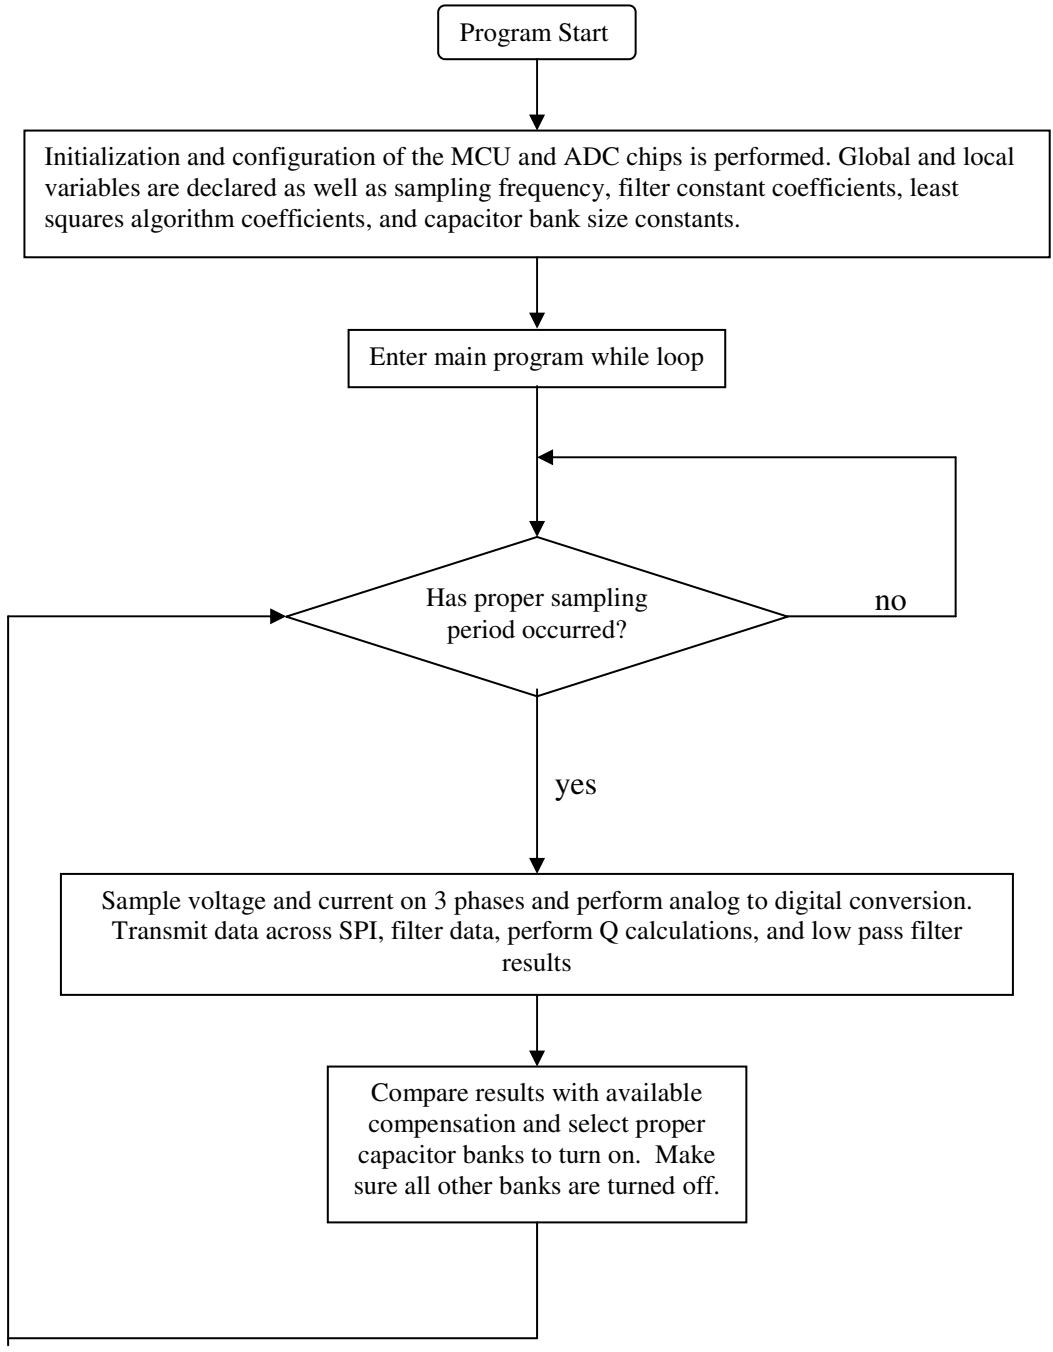 Program Start
Initialization and configuration of the MCU and ADC chips is performed. Global and local
variables are declared as well as sampling frequency, filter constant coefficients, least
squares algorithm coefficients, and capacitor bank size constants.
Enter main program while loop
Has proper sampling
period occurred?
no
yes
Sample voltage and current on 3 phases and perform analog to digital conversion.
Transmit data across SPI, filter data, perform Q calculations, and low pass filter
results
Compare results with available
compensation and select proper
capacitor banks to turn on.  Make
sure all other banks are turned off.